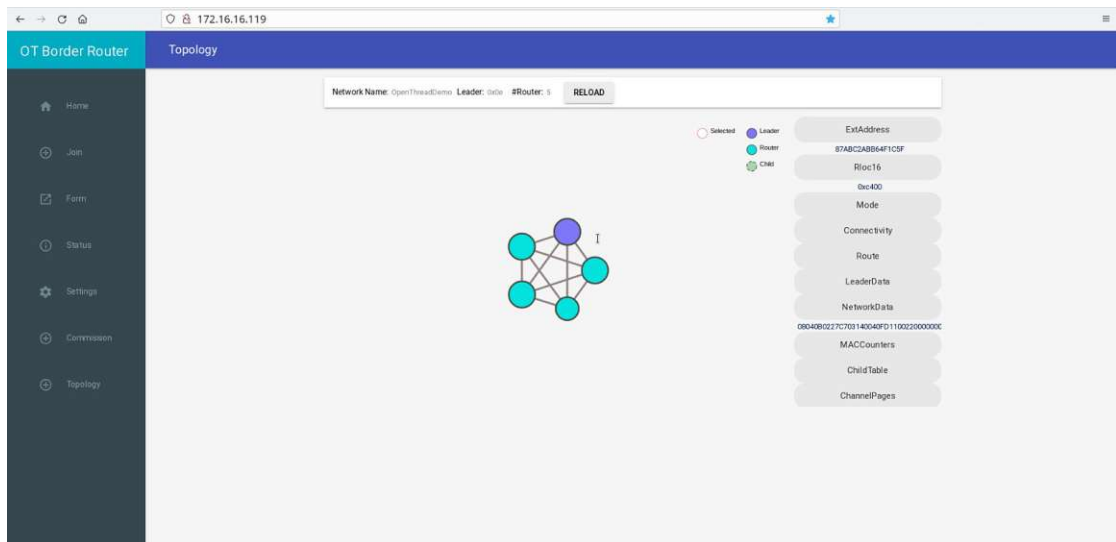 172.16.16.119
OT Border Router
Topology
Home
Join
Form
Status
Settings
Commission
Topology
Network Name: OpenThreadDemo Leader: 0x0e #Router: 5 RELOAD
Selected
Leader
Router
Child
ExtAddress
87ABC2ABB64F1C5F
Rloc16
0xc400
Mode
Connectivity
Route
LeaderData
NetworkData
08040B0227C703140040FD110022000000C
MACCounters
ChildTable
ChannelPages